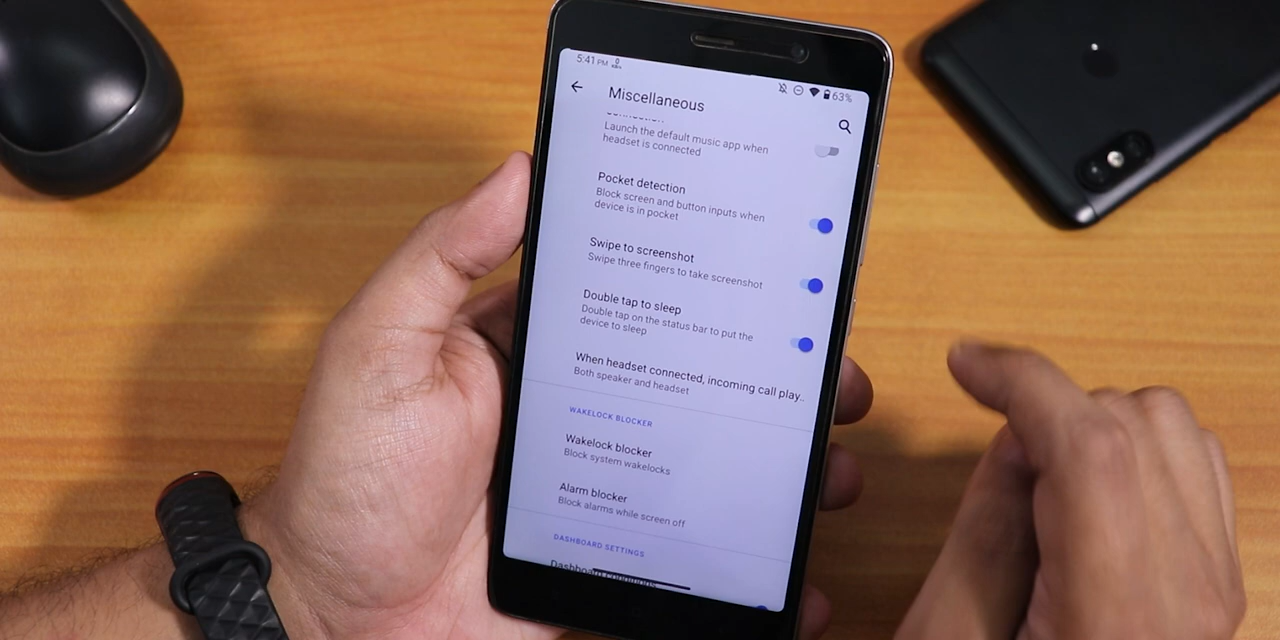 5:41 PM
63%
Miscellaneous
Launch the default music app when
headset is connected
Pocket detection
Block screen and button inputs when
device is in pocket
Swipe to screenshot
Swipe three fingers to take screenshot
Double tap to sleep
Double tap on the status bar to put the
device to sleep
When headset connected, incoming call play..
Both speaker and headset
WAKELOCK BLOCKER
Wakelock blocker
Block system wakelocks
Alarm blocker
Block alarms while screen off
DASHBOARD SETTINGS
Dashboard